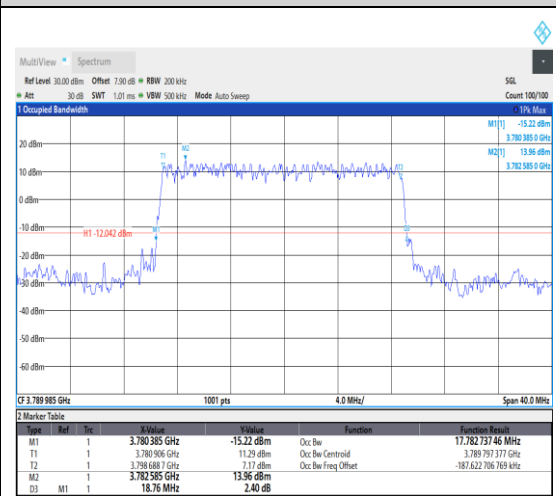 MultiView Spectrum
Ref Level 30.00 dBm Offset 7.90 dB RBW 200 kHz SGL
Att 30 dB SWT 1.01 ms VBW 500 kHz Mode Auto Sweep Count 100/100
1 Occupied Bandwidth 1Pk Max
M1[1] -15.22 dBm
3.780 385 0 GHz
M2[1] 13.96 dBm
3.782 585 0 GHz
20 dBm
T1 M2 T2
10 dBm
0 dBm
-10 dBm
H1 -12.042 dBm M1
-20 dBm
-30 dBm
-40 dBm
-50 dBm
-60 dBm
CF 3.789 985 GHz 1001 pts 4.0 MHz/ Span 40.0 MHz
2 Marker Table
Type Ref Trc X-Value Y-Value Function Function Result
M1 1 3.780 385 GHz -15.22 dBm Occ Bw 17.782 737 46 MHz
T1 1 3.780 906 GHz 11.29 dBm Occ Bw Centroid 3.789 797 377 GHz
T2 1 3.798 688 7 GHz 7.17 dBm Occ Bw Freq Offset -187.622 706 769 kHz
M2 1 3.782 585 GHz 13.96 dBm
D3 M1 1 18.76 MHz 2.40 dB